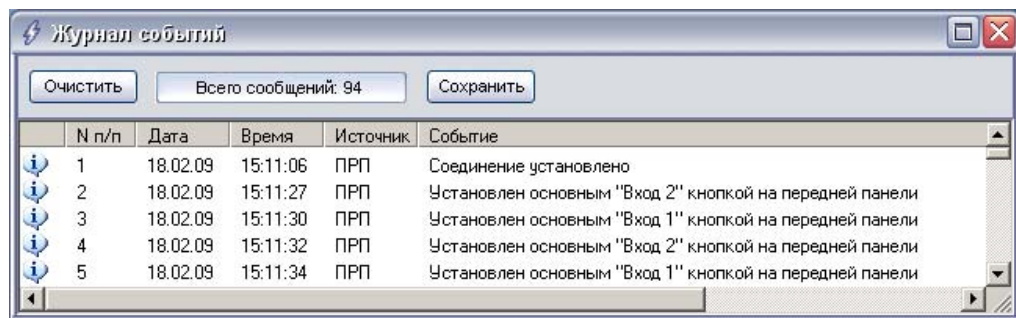 Журнал событий
Очистить Всего сообщений: 94 Сохранить
N п/п Дата Время Источник Событие
1 18.02.09 15:11:06 ПРП Соединение установлено
2 18.02.09 15:11:27 ПРП Установлен основным "Вход 2" кнопкой на передней панели
3 18.02.09 15:11:30 ПРП Установлен основным "Вход 1" кнопкой на передней панели
4 18.02.09 15:11:32 ПРП Установлен основным "Вход 2" кнопкой на передней панели
5 18.02.09 15:11:34 ПРП Установлен основным "Вход 1" кнопкой на передней панели